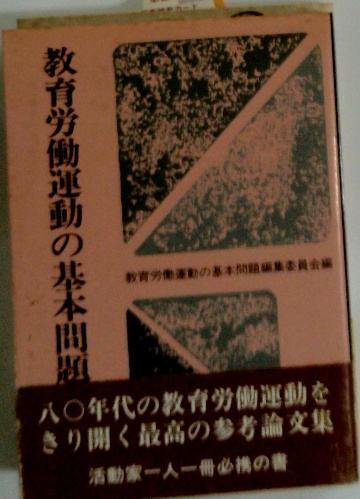 教育労働運動の基本問題
教育労働運動の基本問題編集委員会編
八〇年代の教育労働運動を
きり開く最高の参考論文集
活動家一人一冊必携の書